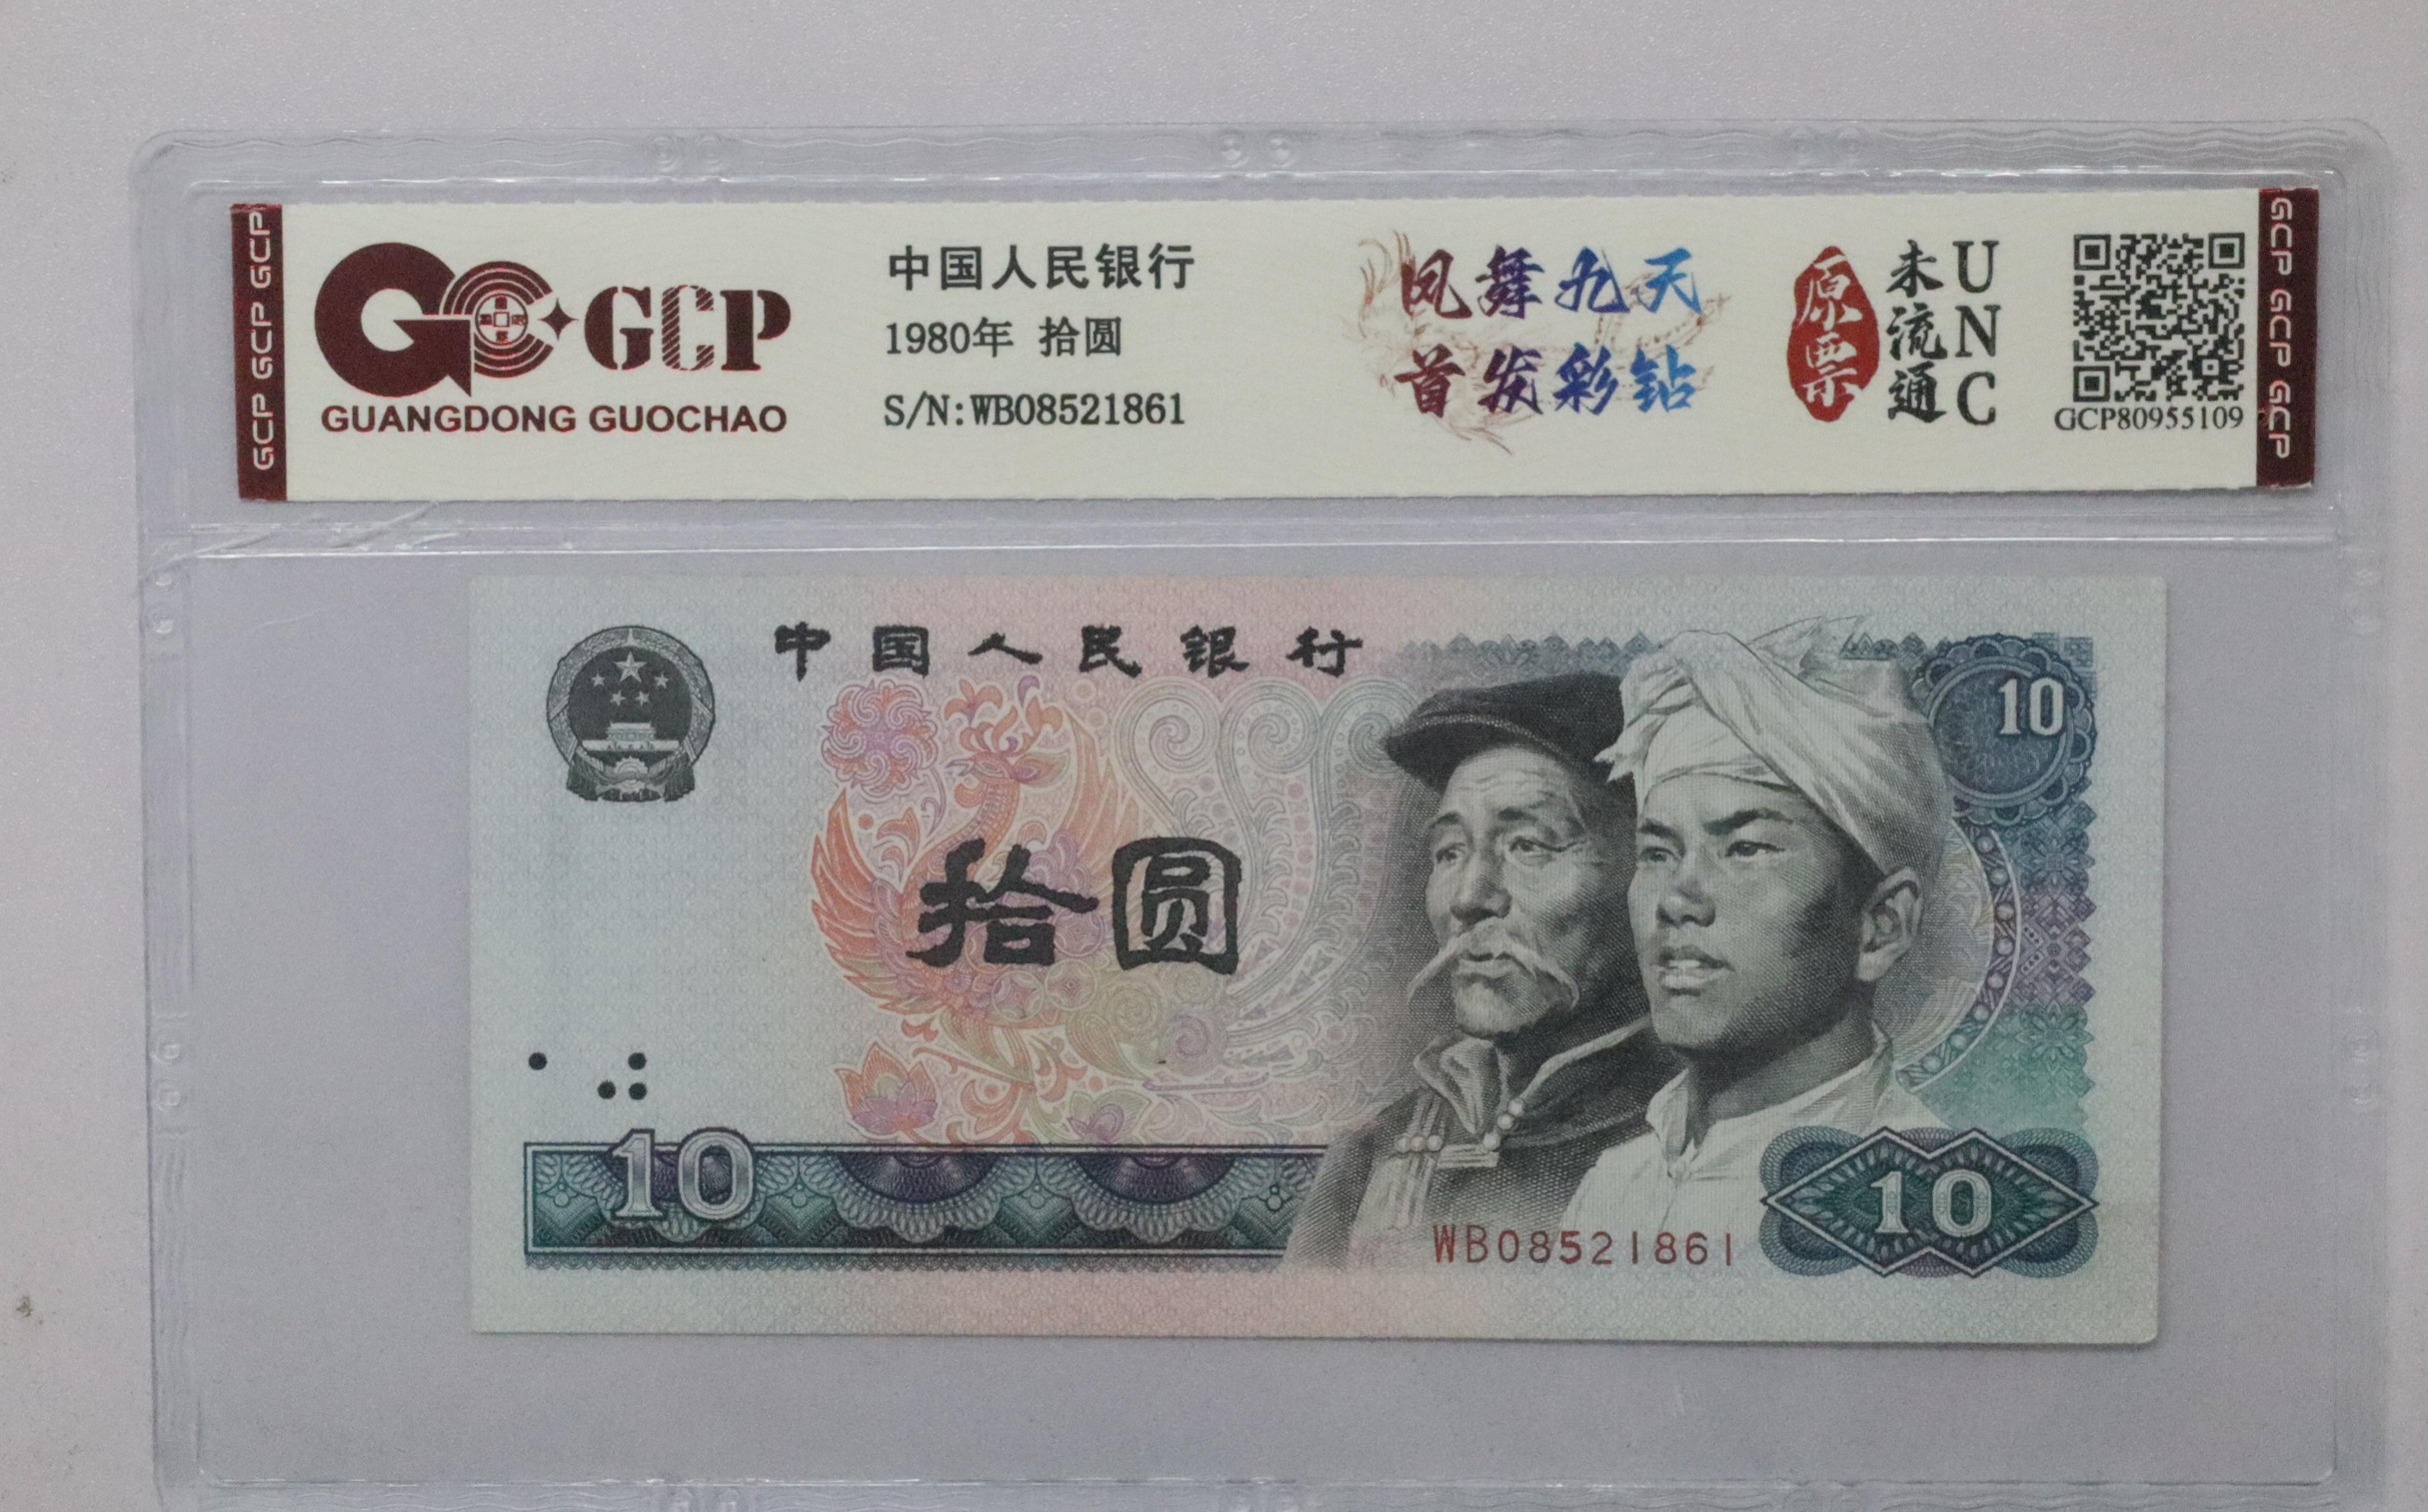 GCP GCP GCP
GCP
GUANGDONG GUOCHAO
中国人民银行
1980年 拾圆
S/N:WB08521861
凤舞九天
首发彩钻
原票
未流通
UNC
GCP80955109
GCP GCP GCP
中国人民银行
10
拾圆
10
8
WB08521861
10